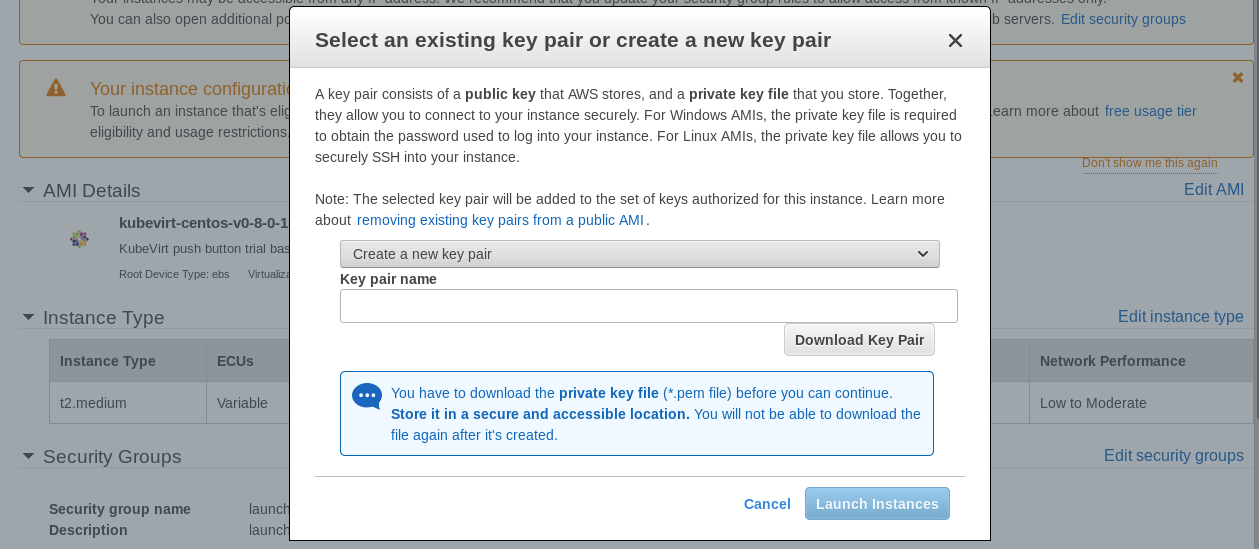 Your instances may be accessible from any IP address. We recommend that you update your security group rules to allow access from known IP addresses only.
You can also open additional po
b servers. Edit security groups
Your instance configuratio
To launch an instance that's elig
earn more about free usage tier
eligibility and usage restrictions.
Don't show me this again
AMI Details
Edit AMI
kubevirt-centos-v0-8-0-1
KubeVirt push button trial bas
Root Device Type: ebs Virtualiza
Instance Type
Edit instance type
Instance Type ECUs Network Performance
t2.medium Variable Low to Moderate
Security Groups
Edit security groups
Security group name launch
Description launch
Select an existing key pair or create a new key pair
A key pair consists of a public key that AWS stores, and a private key file that you store. Together,
they allow you to connect to your instance securely. For Windows AMIs, the private key file is required
to obtain the password used to log into your instance. For Linux AMIs, the private key file allows you to
securely SSH into your instance.
Note: The selected key pair will be added to the set of keys authorized for this instance. Learn more
about removing existing key pairs from a public AMI.
Create a new key pair
Key pair name
Download Key Pair
You have to download the private key file (*.pem file) before you can continue.
Store it in a secure and accessible location. You will not be able to download the
file again after it's created.
Cancel Launch Instances